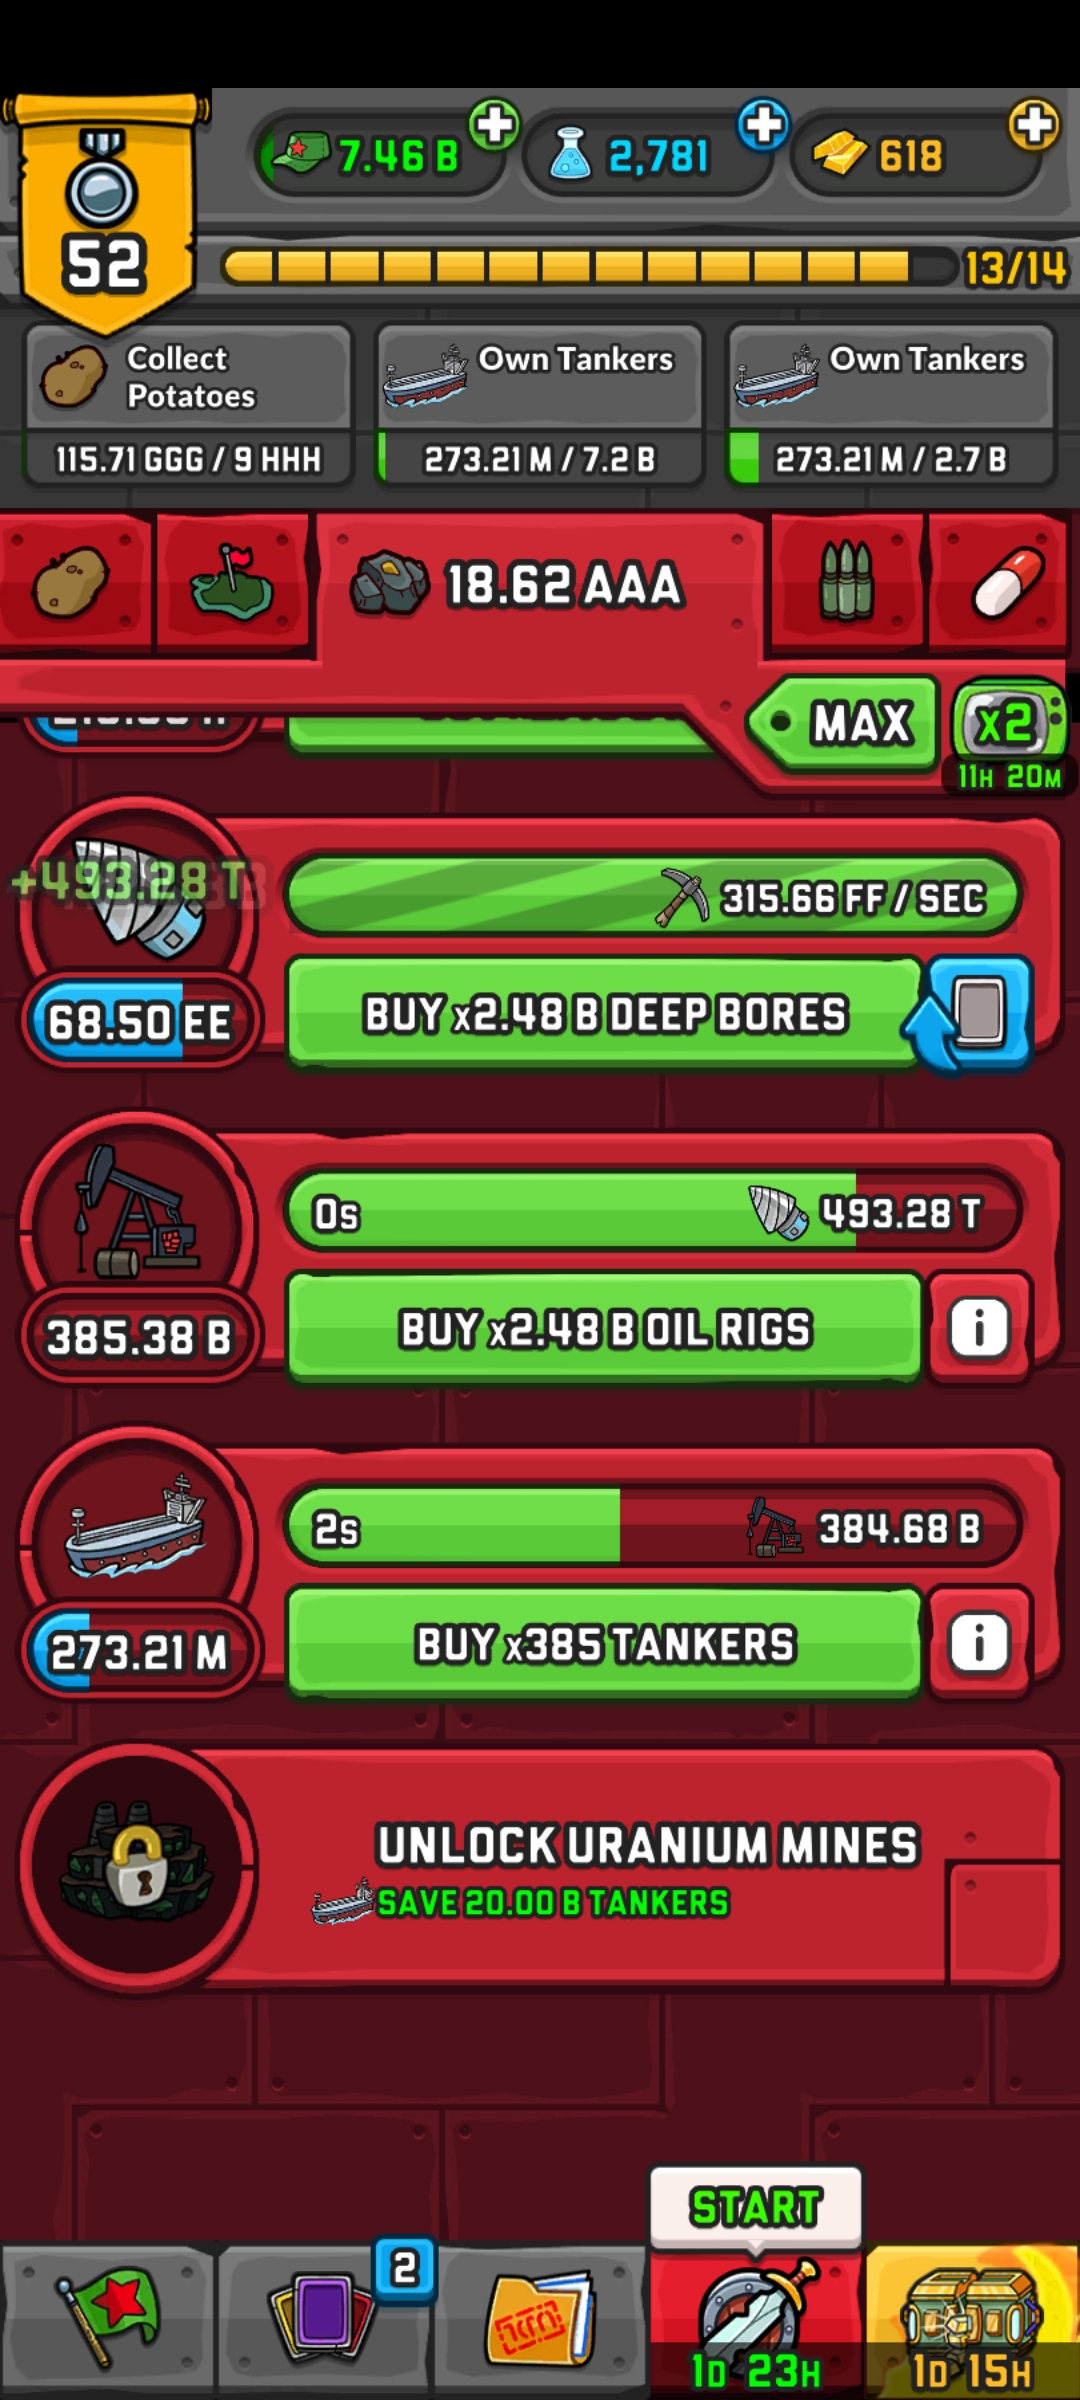 7.46 B
2,781
618
52
13/14
Collect
Potatoes
115.71 GGG / 9 HHH
Own Tankers
273.21 M / 7.2 B
Own Tankers
273.21 M / 2.7 B
18.62 AAA
MAX
x2
11H 20M
+493.28 T
315.66 FF / SEC
68.50 EE
BUY x2.48 B DEEP BORES
0s
493.28 T
385.38 B
BUY x2.48 B OIL RIGS
i
2s
384.68 B
273.21 M
BUY x385 TANKERS
i
UNLOCK URANIUM MINES
SAVE 20.00 B TANKERS
START
2
1D 23H
1D 15H